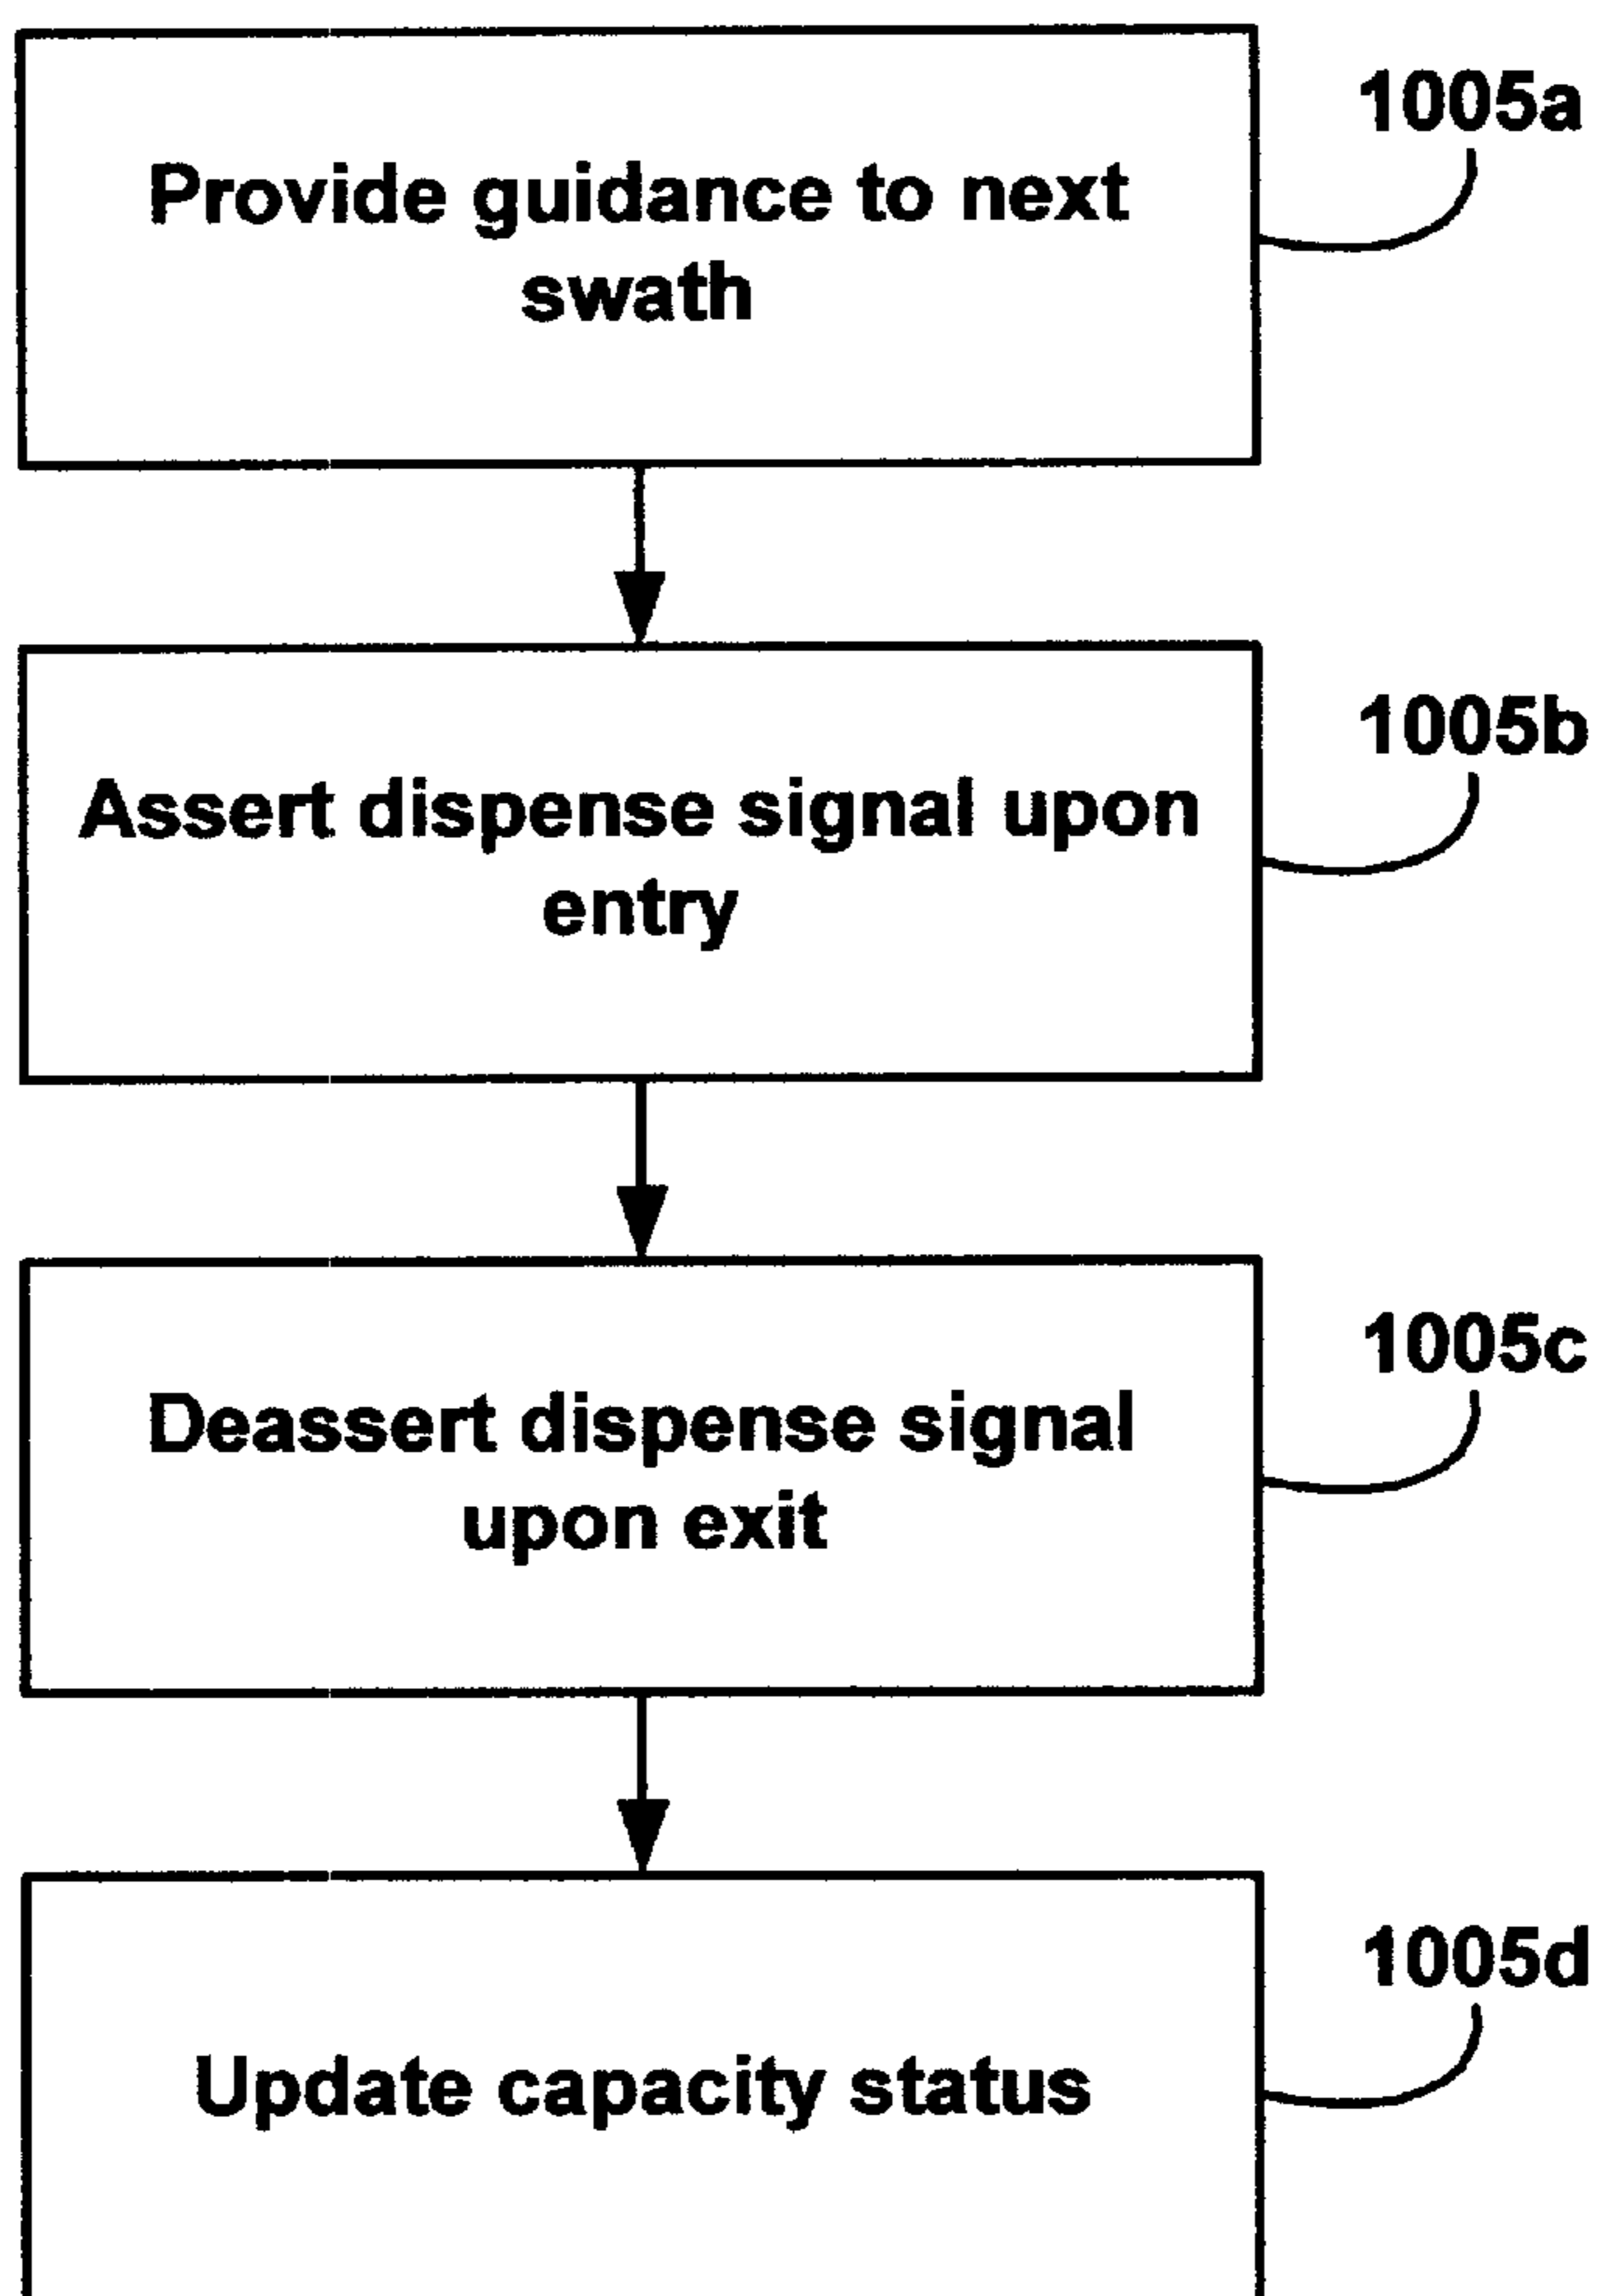 1005a
Provide guidance to next
swath
1005b
Assert dispense signal upon
entry
1005c
Deassert dispense signal
upon exit
1005d
Update capacity status